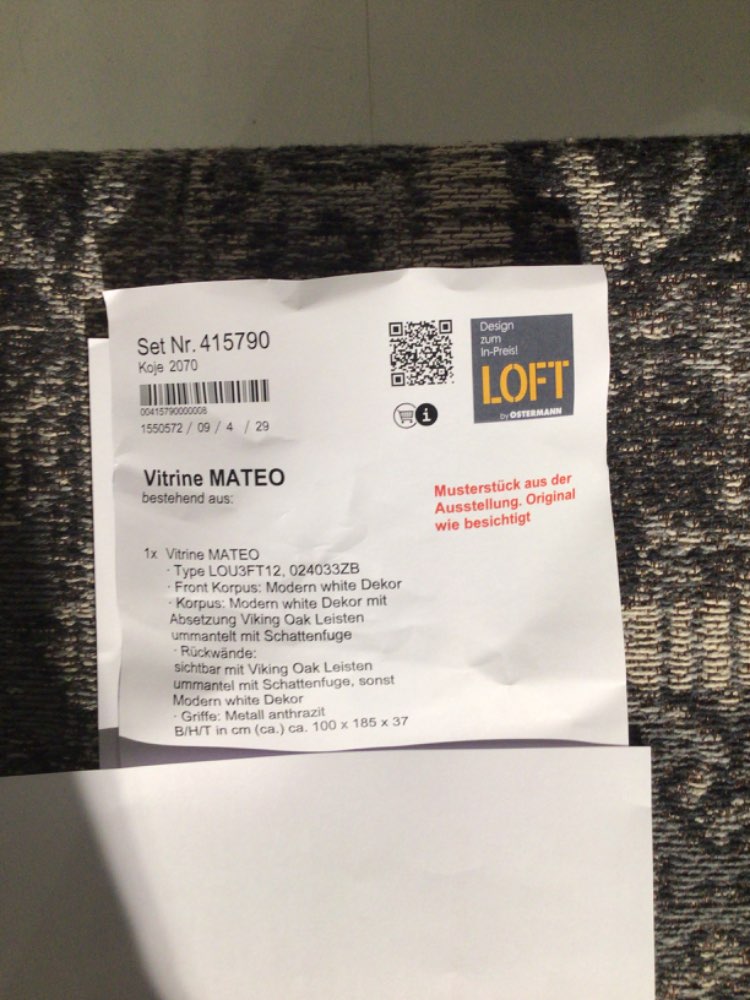 Set Nr. 415790
Koje 2070
00415790000008
1550572 / 09 / 4 / 29
Design
zum
In-Preis!
LOFT
by OSTERMANN
Vitrine MATEO
bestehend aus:
Musterstück aus der
Ausstellung. Original
wie besichtigt
1x Vitrine MATEO
· Type LOU3FT12, 024033ZB
· Front Korpus: Modern white Dekor
· Korpus: Modern white Dekor mit
Absetzung Viking Oak Leisten
ummantelt mit Schattenfuge
· Rückwände:
sichtbar mit Viking Oak Leisten
ummantel mit Schattenfuge, sonst
Modern white Dekor
· Griffe: Metall anthrazit
B/H/T in cm (ca.) ca. 100 x 185 x 37